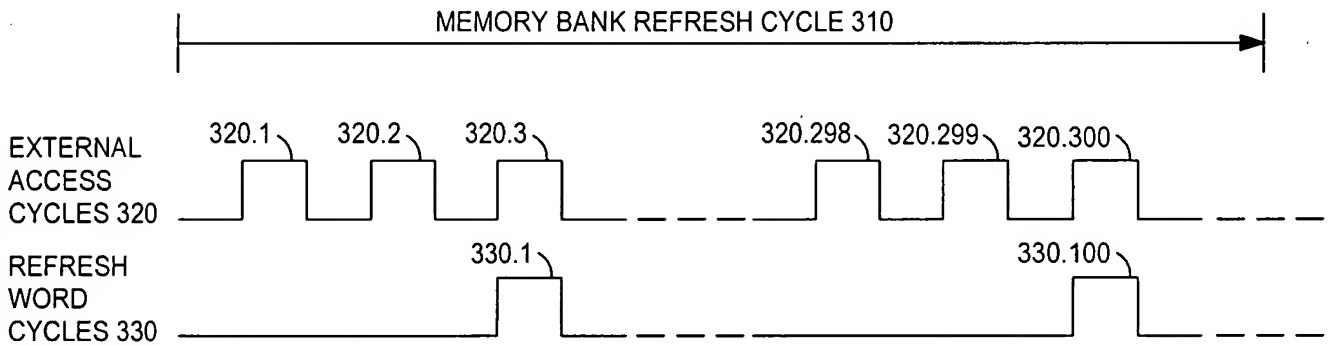 MEMORY BANK REFRESH CYCLE 310
320.1 320.2 320.3 320.298 320.299 320.300
EXTERNAL
ACCESS
CYCLES 320
330.1 330.100
REFRESH
WORD
CYCLES 330